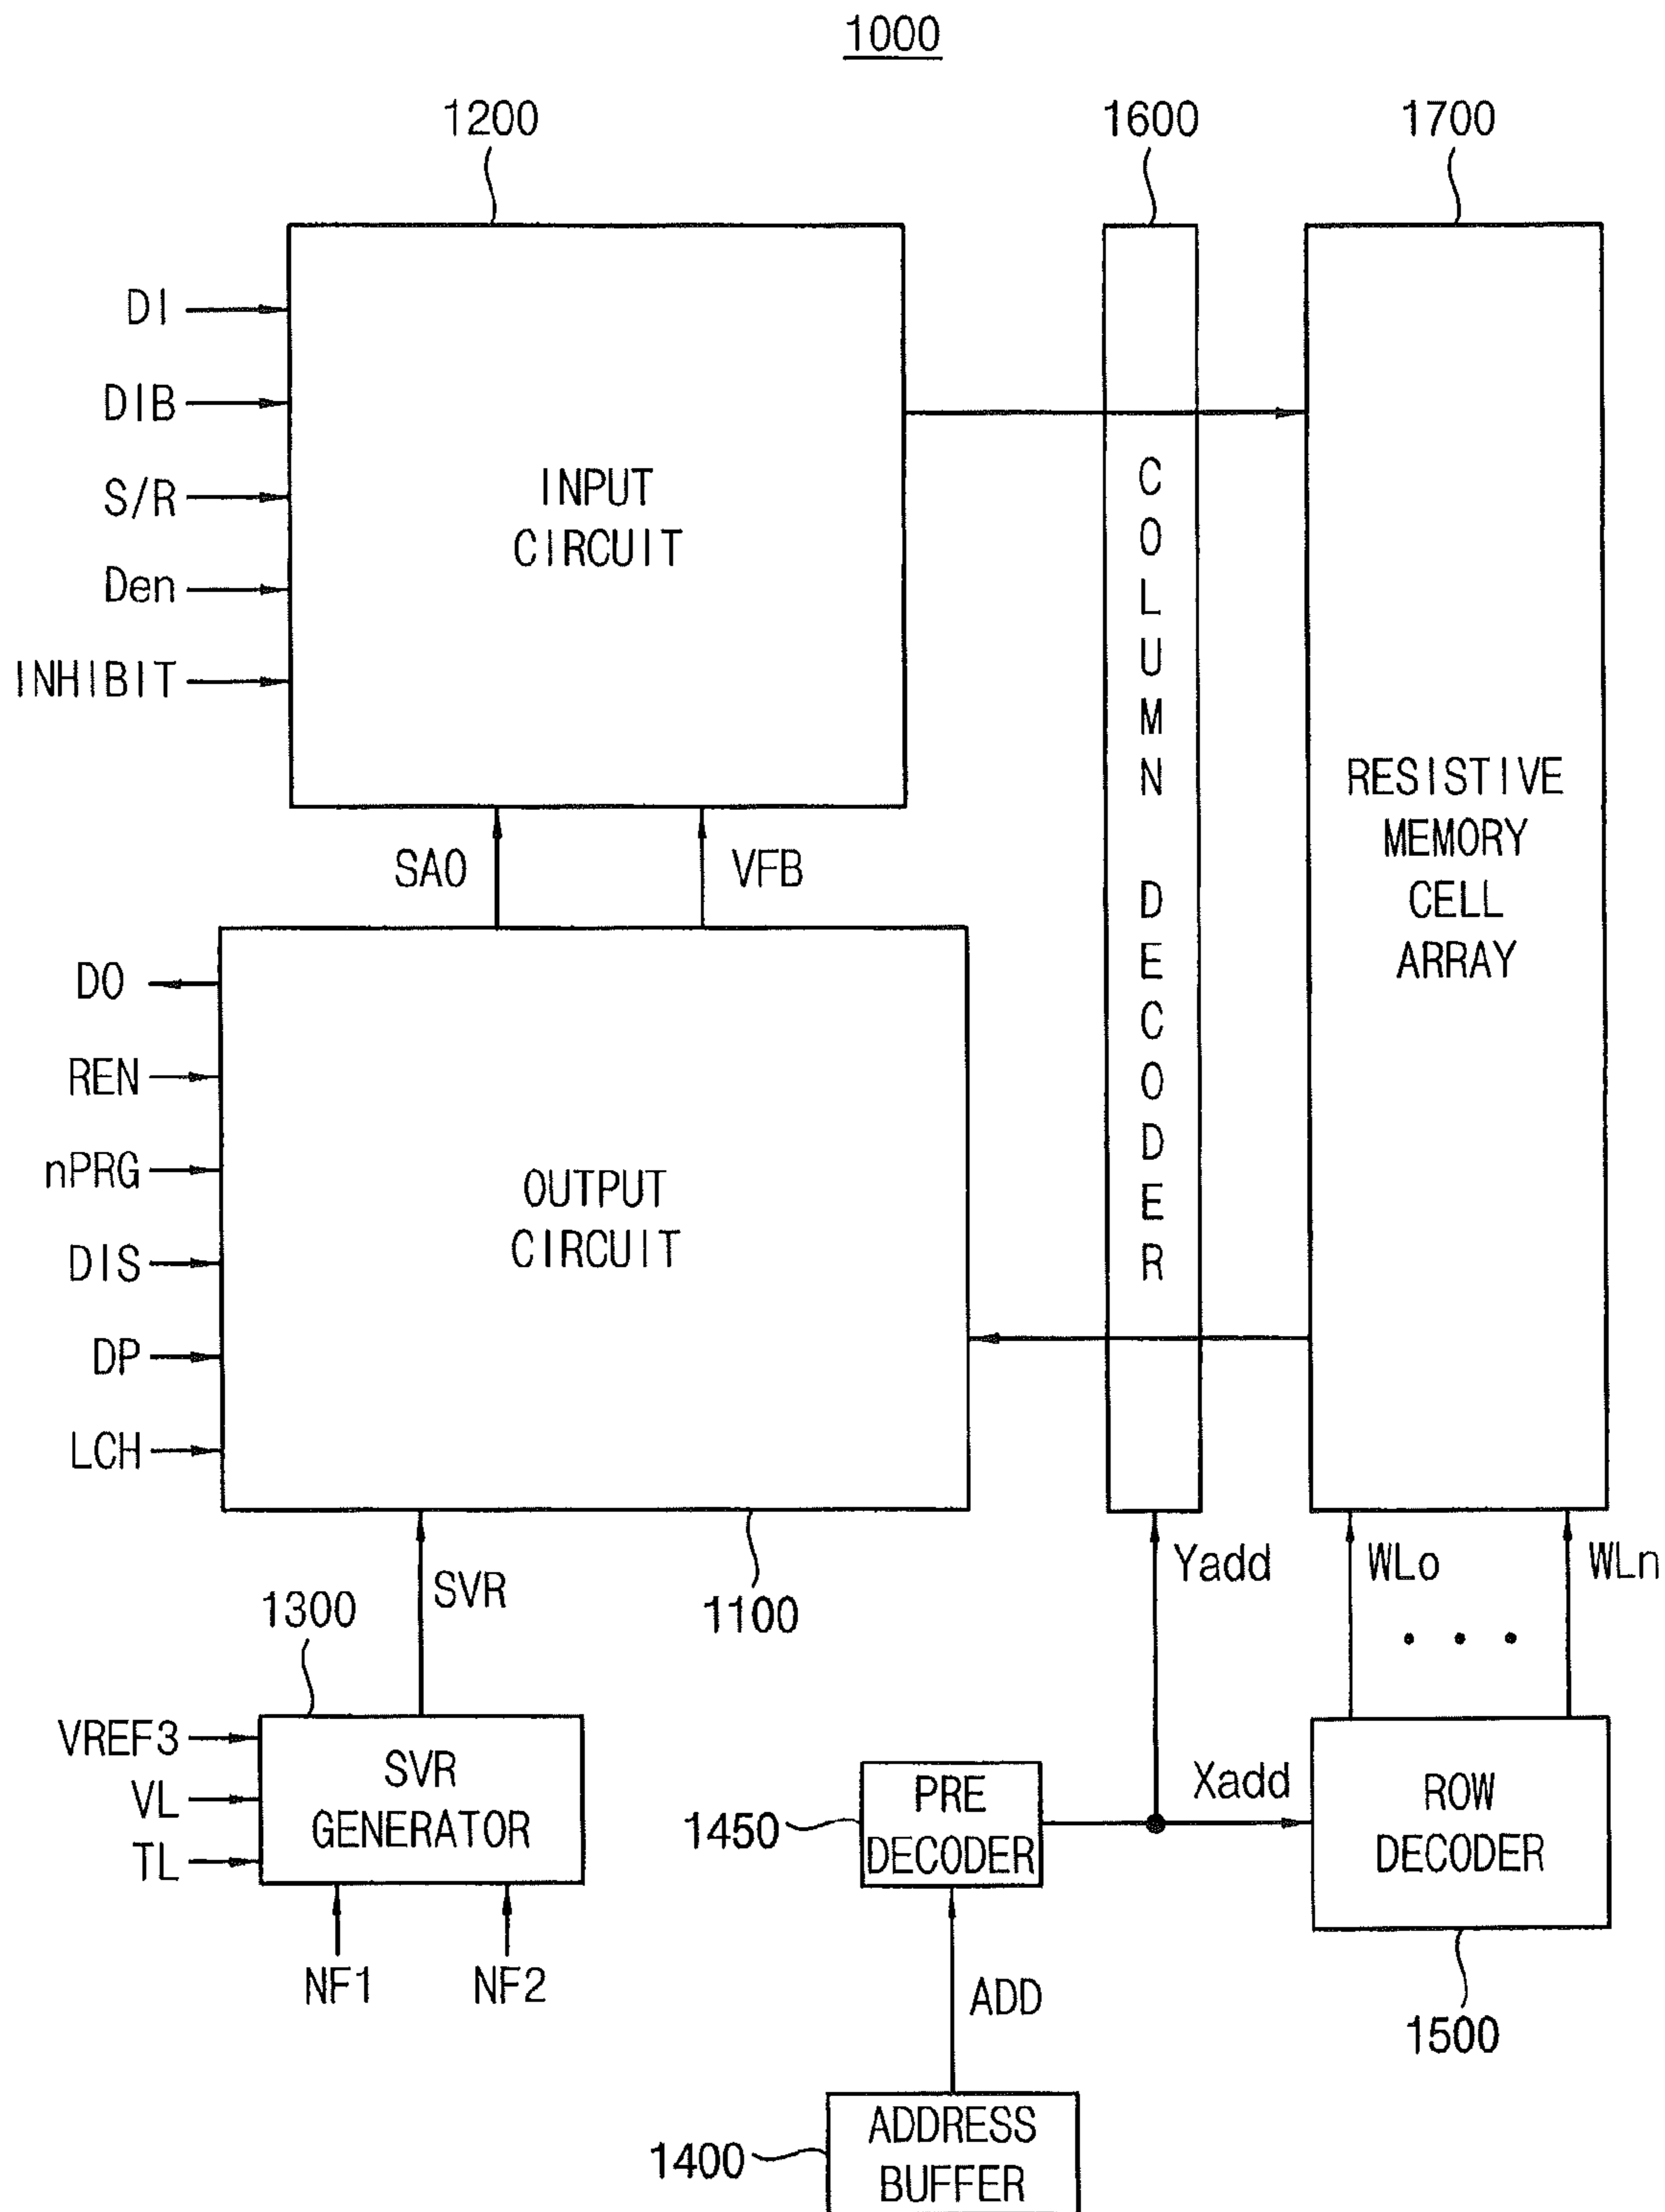 1000
1200
1600
1700
DI
DIB
S/R
Den
INHIBIT
INPUT
CIRCUIT
COLUMN DECODER
RESISTIVE
MEMORY
CELL
ARRAY
SAO
VFB
DO
REN
nPRG
DIS
DP
LCH
OUTPUT
CIRCUIT
1100
SVR
1300
VREF3
VL
TL
SVR
GENERATOR
NF1
NF2
Yadd
WLo
WLn
. . .
Xadd
1450
PRE
DECODER
ROW
DECODER
1500
ADD
1400
ADDRESS
BUFFER